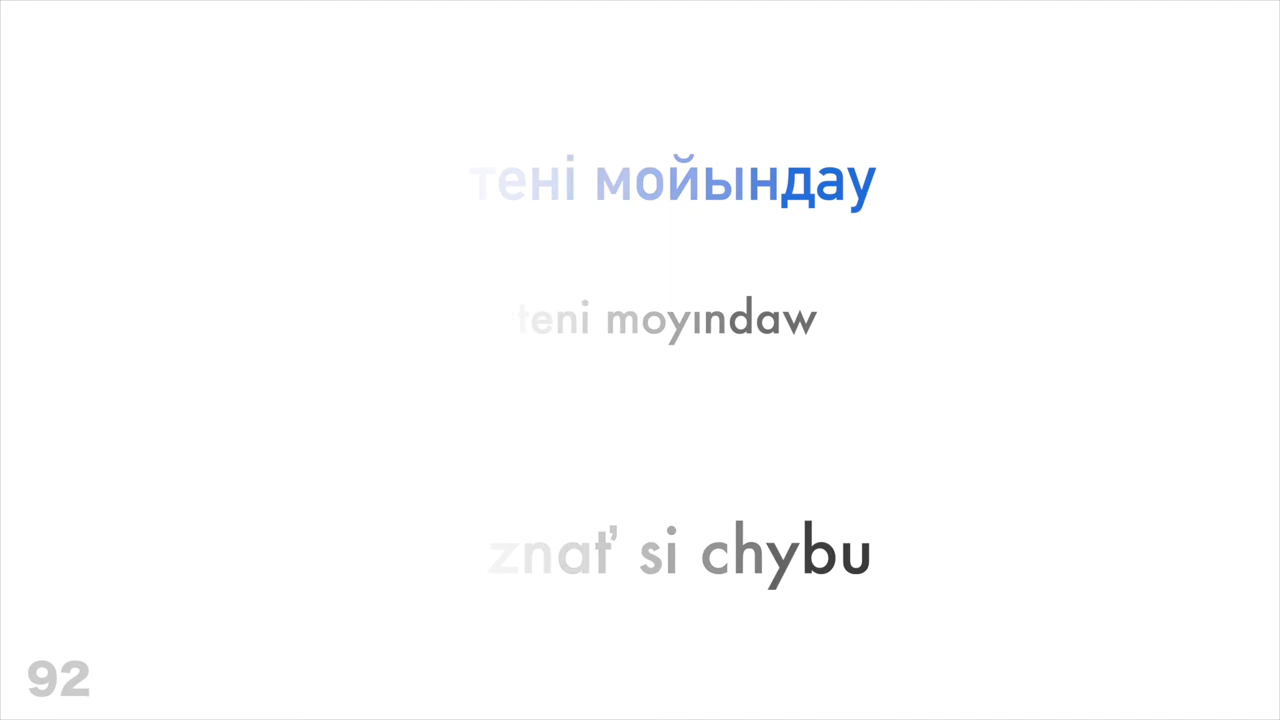 тені мойындау
teni moyındaw
znať si chybu
92